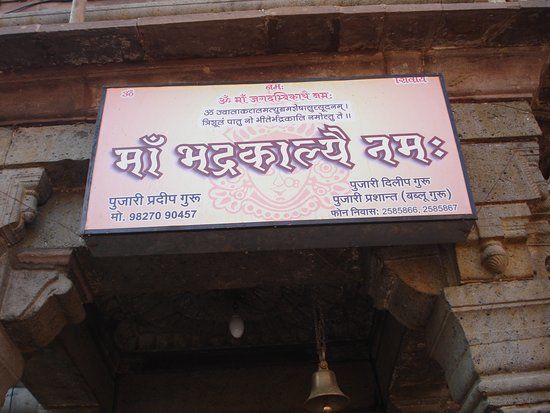 ॐ नमः शिवाय
ॐ माँ जगदम्बिकायै नमः
ॐ ज्वालाकरालमत्युग्रमशेषासुरसूदनम्।
त्रिशूलं पातु नो भीतेर्भद्रकालि नमोस्तु ते॥
माँ भद्रकाल्यै नमः
पुजारी प्रदीप गुरू
मो. 98270 90457
पुजारी दिलीप गुरू
पुजारी प्रशान्त (बब्लू गुरू)
फोन निवास: 2585866, 2585867